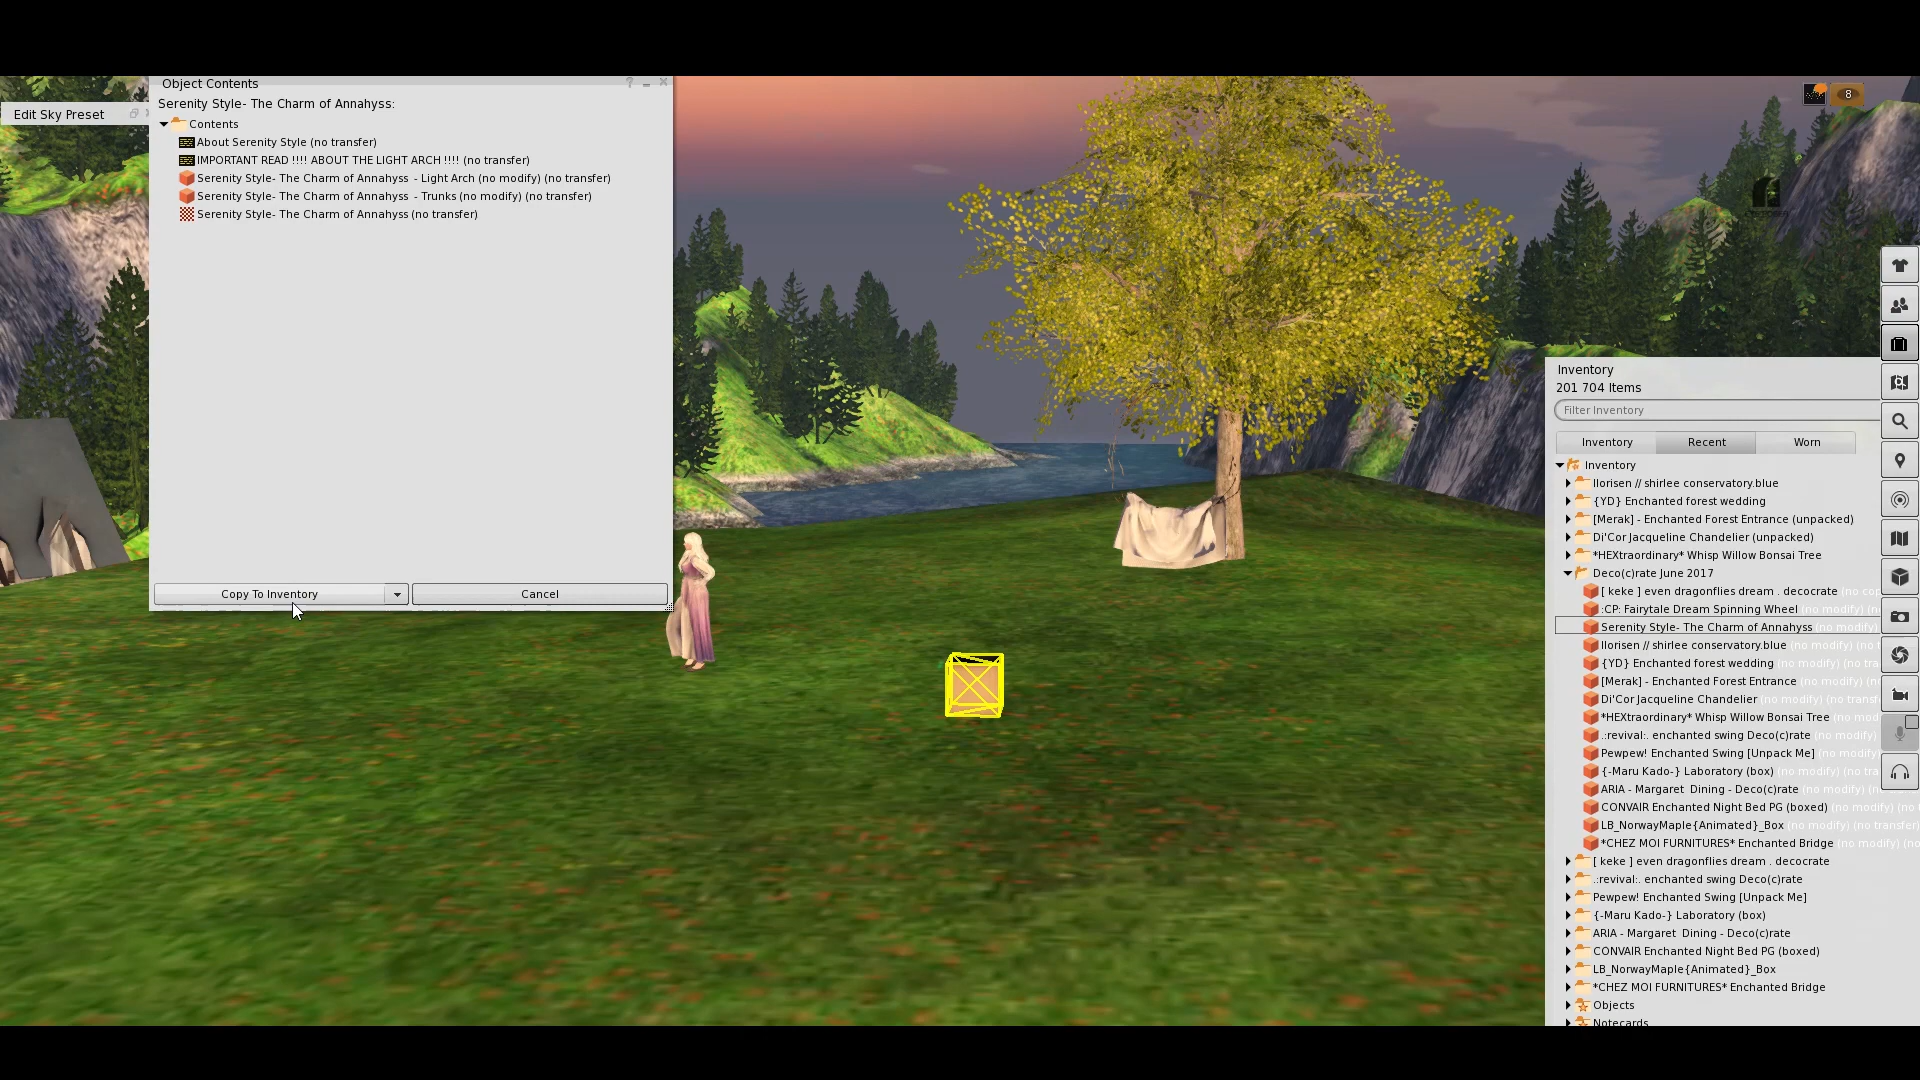 Object Contents
Serenity Style- The Charm of Annahyss:
Contents
About Serenity Style (no transfer)
IMPORTANT READ !!!! ABOUT THE LIGHT ARCH !!!! (no transfer)
Serenity Style- The Charm of Annahyss  - Light Arch (no modify) (no transfer)
Serenity Style- The Charm of Annahyss  - Trunks (no modify) (no transfer)
Serenity Style- The Charm of Annahyss (no transfer)
Copy To Inventory
Cancel
Edit Sky Preset
8
Inventory
201 704 Items
Filter Inventory
Inventory
Recent
Worn
Inventory
llorisen // shirlee conservatory.blue
{YD} Enchanted forest wedding
[Merak] - Enchanted Forest Entrance (unpacked)
Di'Cor Jacqueline Chandelier (unpacked)
*HEXtraordinary* Whisp Willow Bonsai Tree
Deco(c)rate June 2017
[ keke ] even dragonflies dream . decocrate (no
:CP: Fairytale Dream Spinning Wheel (no modify)
Serenity Style- The Charm of Annahyss (no modify)
llorisen // shirlee conservatory.blue (no modify)
{YD} Enchanted forest wedding (no modify)
[Merak] - Enchanted Forest Entrance (no modify)
Di'Cor Jacqueline Chandelier (no modify)
*HEXtraordinary* Whisp Willow Bonsai Tree (no
.:revival:. enchanted swing Deco(c)rate (no modify)
Pewpew! Enchanted Swing [Unpack Me] (no
{-Maru Kado-} Laboratory (box) (no modify)
ARIA - Margaret  Dining - Deco(c)rate (no modify)
CONVAIR Enchanted Night Bed PG (boxed) (no modify)
LB_NorwayMaple{Animated}_Box (no modify) (no transfer)
*CHEZ MOI FURNITURES* Enchanted Bridge (no modify)
[ keke ] even dragonflies dream . decocrate
.:revival:. enchanted swing Deco(c)rate
Pewpew! Enchanted Swing [Unpack Me]
{-Maru Kado-} Laboratory (box)
ARIA - Margaret  Dining - Deco(c)rate
CONVAIR Enchanted Night Bed PG (boxed)
LB_NorwayMaple{Animated}_Box
*CHEZ MOI FURNITURES* Enchanted Bridge
Objects
Notecards